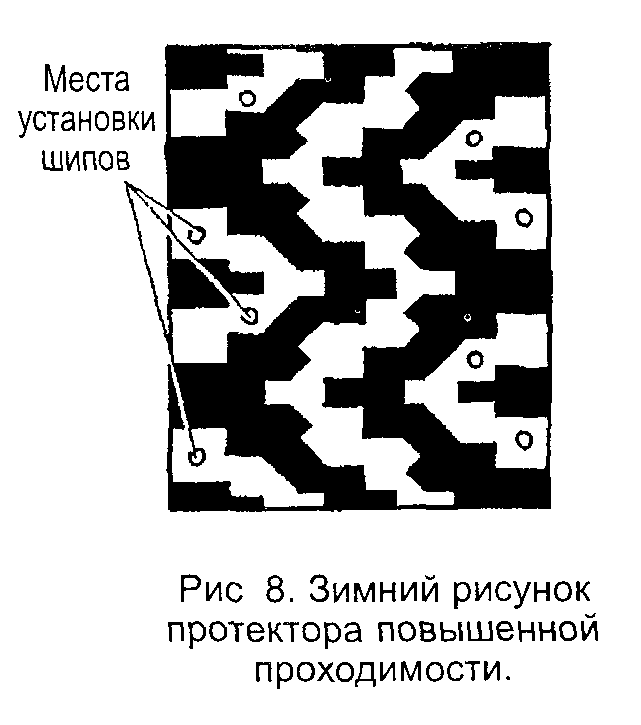 Места
установки
шипов
Рис 8. Зимний рисунок
протектора повышенной
проходимости.